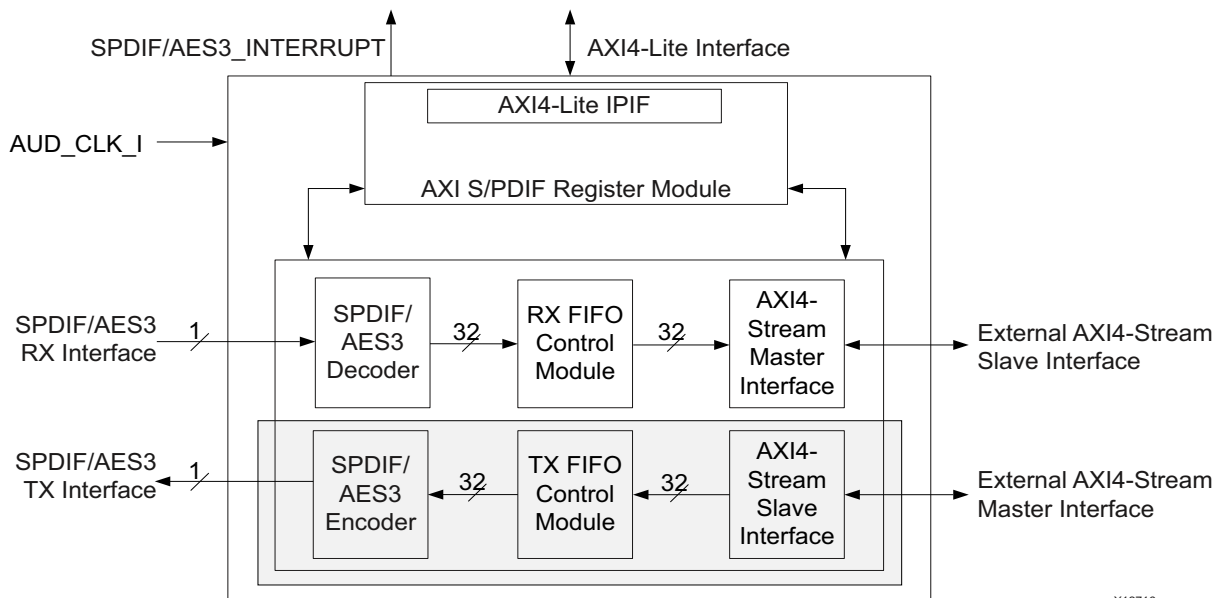 SPDIF/AES3_INTERRUPT
AXI4-Lite Interface
AXI4-Lite IPIF
AUD_CLK_I
AXI S/PDIF Register Module
SPDIF/AES3
RX Interface
1
SPDIF/
AES3
Decoder
32
RX FIFO
Control
Module
32
AXI4-
Stream
Master
Interface
External AXI4-Stream
Slave Interface
SPDIF/AES3
TX Interface
1
SPDIF/
AES3
Encoder
32
TX FIFO
Control
Module
32
AXI4-
Stream
Slave
Interface
External AXI4-Stream
Master Interface